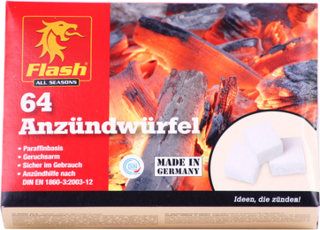 Flash
ALL SEASONS
64
Anzündwürfel
• Paraffinbasis
• Geruchsarm
• Sicher im Gebrauch
• Anzündhilfe nach
DIN EN 1860-3:2003-12
DIN
MADE IN
GERMANY
Ideen, die zünden!